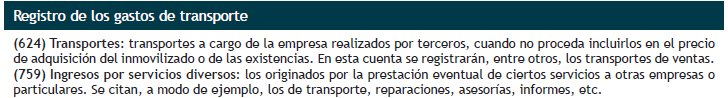 Registro de los gastos de transporte
(624) Transportes: transportes a cargo de la empresa realizados por terceros, cuando no proceda incluirlos en el precio
de adquisición del inmovilizado o de las existencias. En esta cuenta se registrarán, entre otros, los transportes de ventas.
(759) Ingresos por servicios diversos: los originados por la prestación eventual de ciertos servicios a otras empresas o
particulares. Se citan, a modo de ejemplo, los de transporte, reparaciones, asesorías, informes, etc.